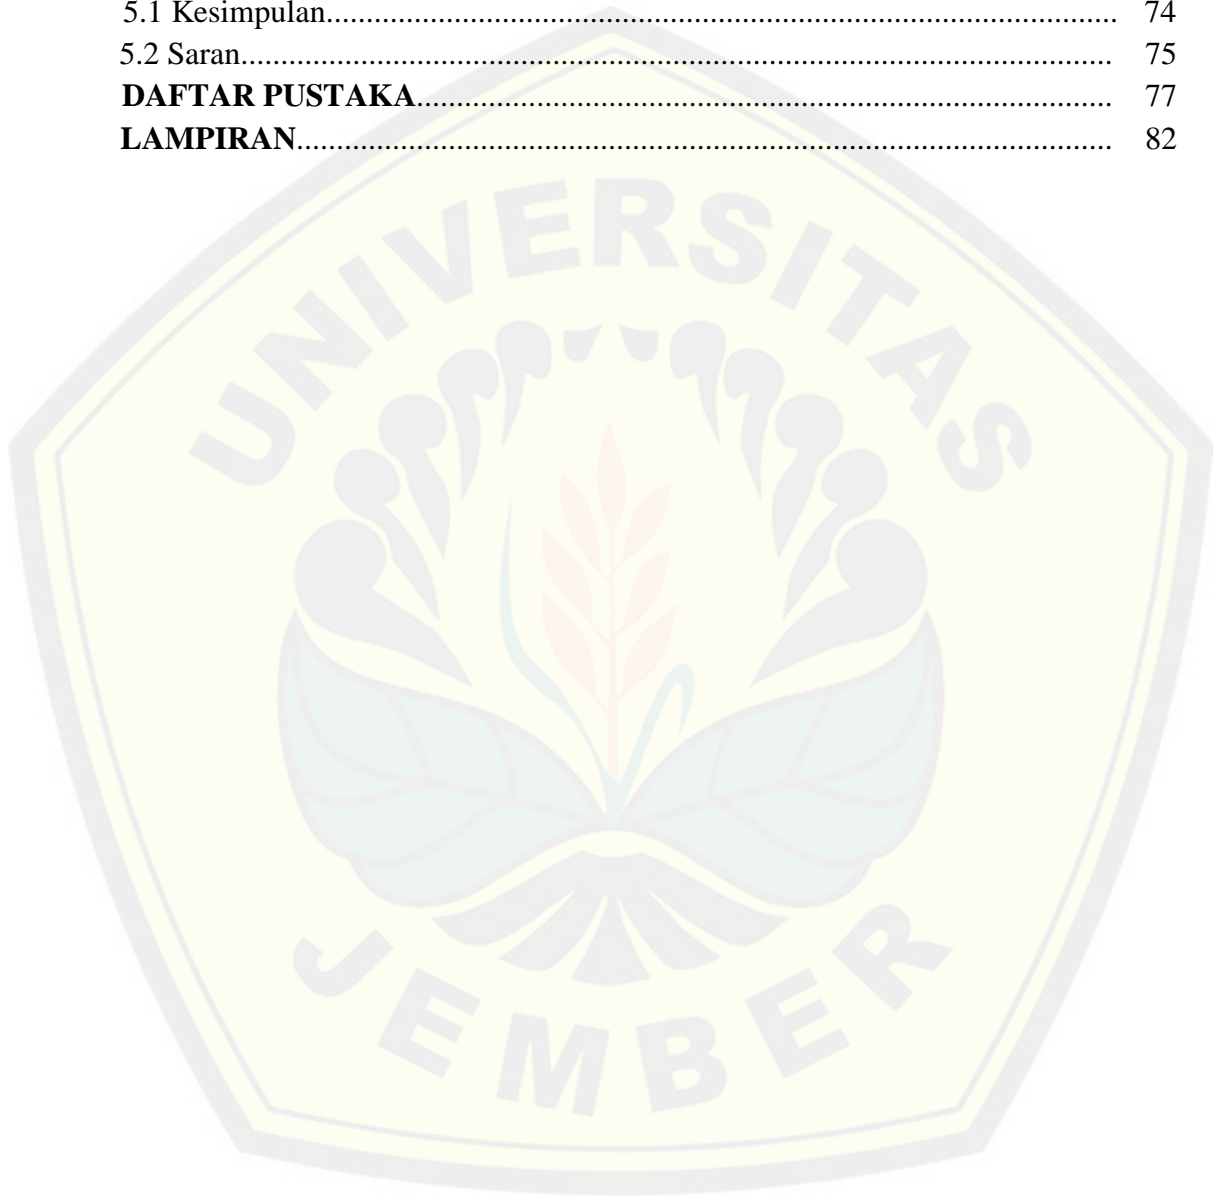 5.1 Kesimpulan.................................................................................................... 74
5.2 Saran............................................................................................................... 75
DAFTAR PUSTAKA........................................................................................ 77
LAMPIRAN....................................................................................................... 82
UNIVERSITAS
JEMBER